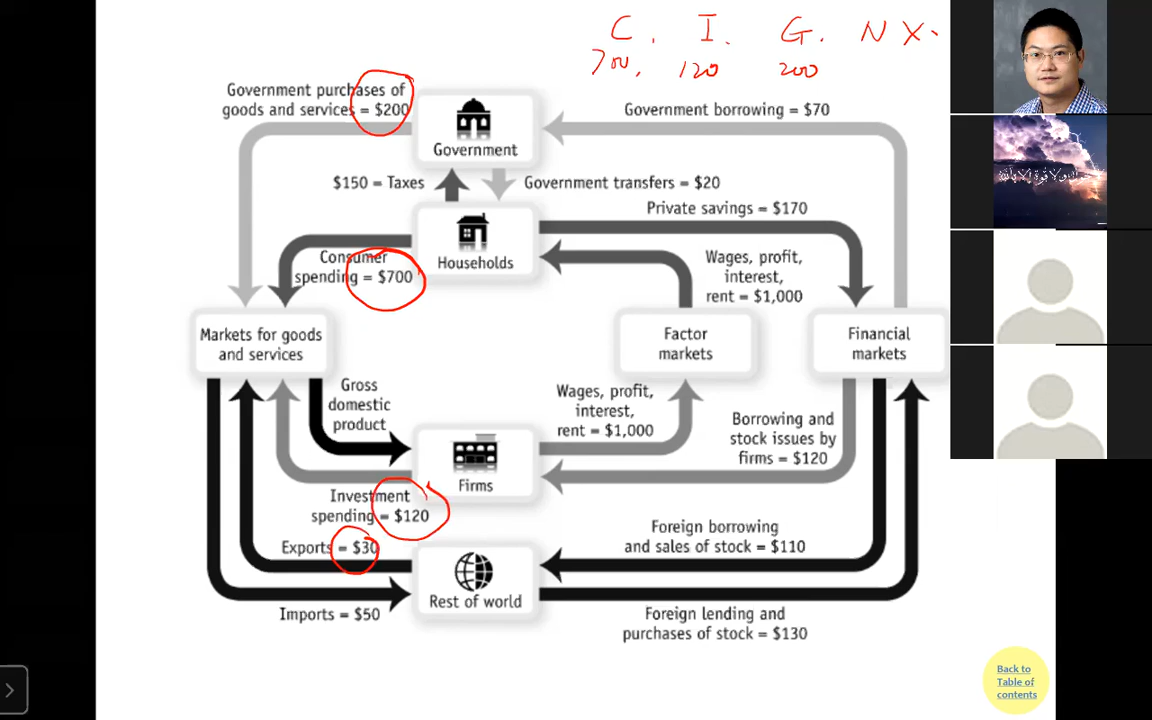 C. I. G. NX.
700. 120 200
Government purchases of
goods and services = $200
Government
Government borrowing = $70
$150 = Taxes
Government transfers = $20
Private savings = $170
Consumer
spending = $700
Households
Wages, profit,
interest,
rent = $1,000
Markets for goods
and services
Factor
markets
Financial
markets
Gross
domestic
product
Wages, profit,
interest,
rent = $1,000
Borrowing and
stock issues by
firms = $120
Firms
Investment
spending = $120
Exports = $30
Foreign borrowing
and sales of stock = $110
Rest of world
Imports = $50
Foreign lending and
purchases of stock = $130
Back to
Table of
contents